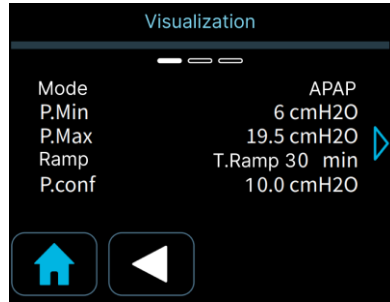 Visualization
Mode APAP
P.Min 6 cmH2O
P.Max 19.5 cmH2O
Ramp T.Ramp 30 min
P.conf 10.0 cmH2O